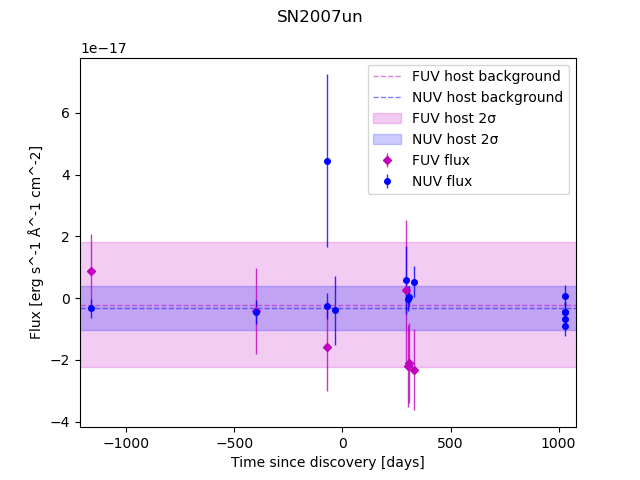 SN2007un
1e−17
FUV host background
NUV host background
FUV host 2σ
NUV host 2σ
FUV flux
NUV flux
6
4
2
0
−2
−4
Flux [erg s^-1 Å^-1 cm^-2]
−1000
−500
0
500
1000
Time since discovery [days]